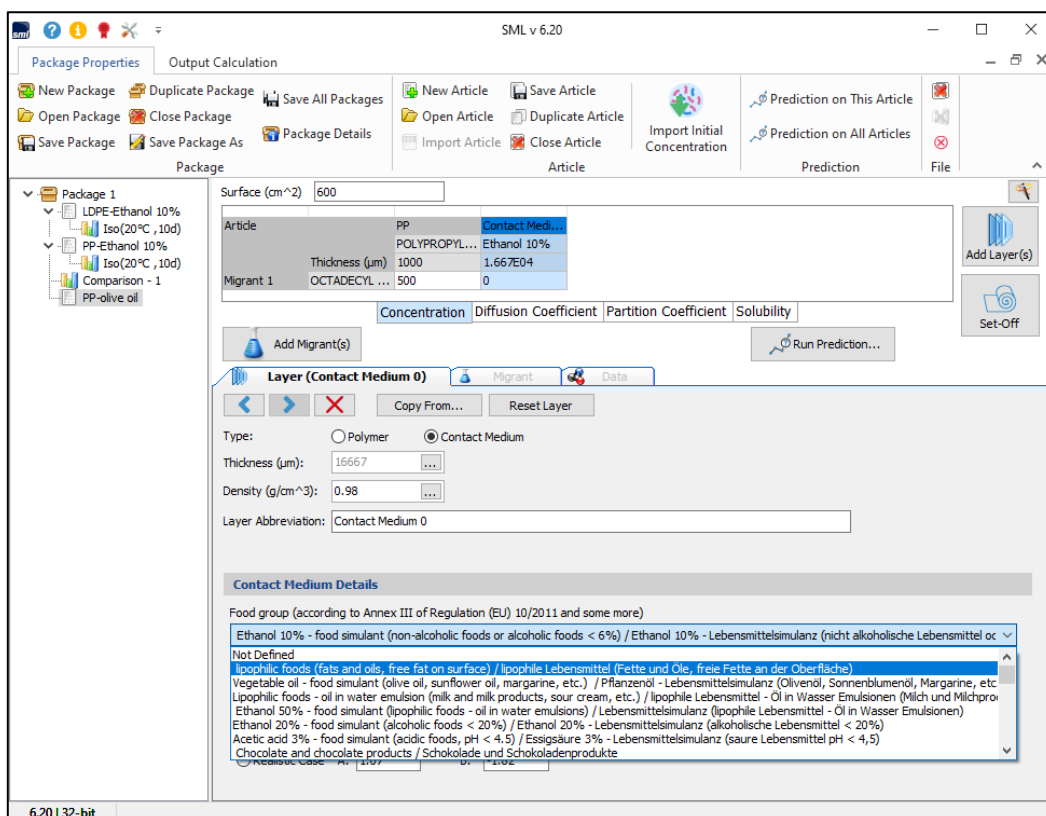 sml
SML v 6.20
Package Properties Output Calculation
New Package Duplicate Package Save All Packages New Article Save Article Prediction on This Article
Open Package Close Package Open Article Duplicate Article Import Initial
Save Package Save Package As Package Details Import Article Close Article Concentration Prediction on All Articles
Package Article Prediction File
Package 1
LDPE-Ethanol 10%
Iso(20°C ,10d)
PP-Ethanol 10%
Iso(20°C ,10d)
Comparison - 1
PP-olive oil
Surface (cm^2) 600
Article PP Contact Medi...
POLYPROPYL... Ethanol 10%
Thickness (µm) 1000 1.667E04
Migrant 1 OCTADECYL ... 500 0
Add Layer(s)
Concentration Diffusion Coefficient Partition Coefficient Solubility
Set-Off
Add Migrant(s) Run Prediction...
Layer (Contact Medium 0) Migrant Data
Copy From... Reset Layer
Type: Polymer Contact Medium
Thickness (µm): 16667 ...
Density (g/cm^3): 0.98 ...
Layer Abbreviation: Contact Medium 0
Contact Medium Details
Food group (according to Annex III of Regulation (EU) 10/2011 and some more)
Ethanol 10% - food simulant (non-alcoholic foods or alcoholic foods < 6%) / Ethanol 10% - Lebensmittelsimulanz (nicht alkoholische Lebensmittel oc
Not Defined
lipophilic foods (fats and oils, free fat on surface) / lipophile Lebensmittel (Fette und Öle, freie Fette an der Oberfläche)
Vegetable oil - food simulant (olive oil, sunflower oil, margarine, etc.) / Pflanzenöl - Lebensmittelsimulanz (Olivenöl, Sonnenblumenöl, Margarine, etc
Lipophilic foods - oil in water emulsion (milk and milk products, sour cream, etc.) / lipophile Lebensmittel - Öl in Wasser Emulsionen (Milch und Milchpro
Ethanol 50% - food simulant (lipophilic foods - oil in water emulsions) / Lebensmittelsimulanz (lipophile Lebensmittel - Öl in Wasser Emulsionen)
Ethanol 20% - food simulant (alcoholic foods < 20%) / Ethanol 20% - Lebensmittelsimulanz (alkoholische Lebensmittel < 20%)
Acetic acid 3% - food simulant (acidic foods, pH < 4.5) / Essigsäure 3% - Lebensmittelsimulanz (saure Lebensmittel pH < 4,5)
Chocolate and chocolate products / Schokolade und Schokoladenprodukte
Realistic Case A: 1.07 B: -1.62
6.20 | 32-bit